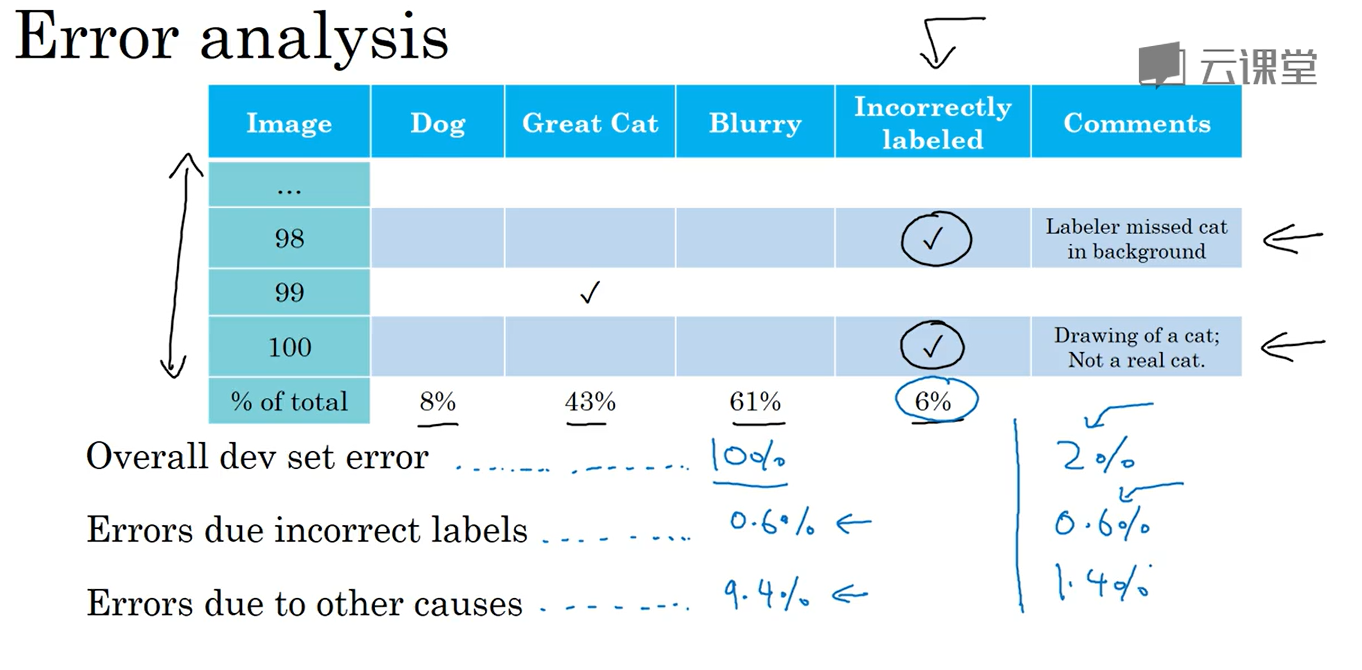 Error analysis
云课堂
Image Dog Great Cat Blurry Incorrectly labeled Comments
...
98 ✓ Labeler missed cat in background
99 ✓
100 ✓ Drawing of a cat; Not a real cat.
% of total 8% 43% 61% 6%
Overall dev set error 10% 2%
Errors due incorrect labels 0.6% 0.6%
Errors due to other causes 9.4% 1.4%